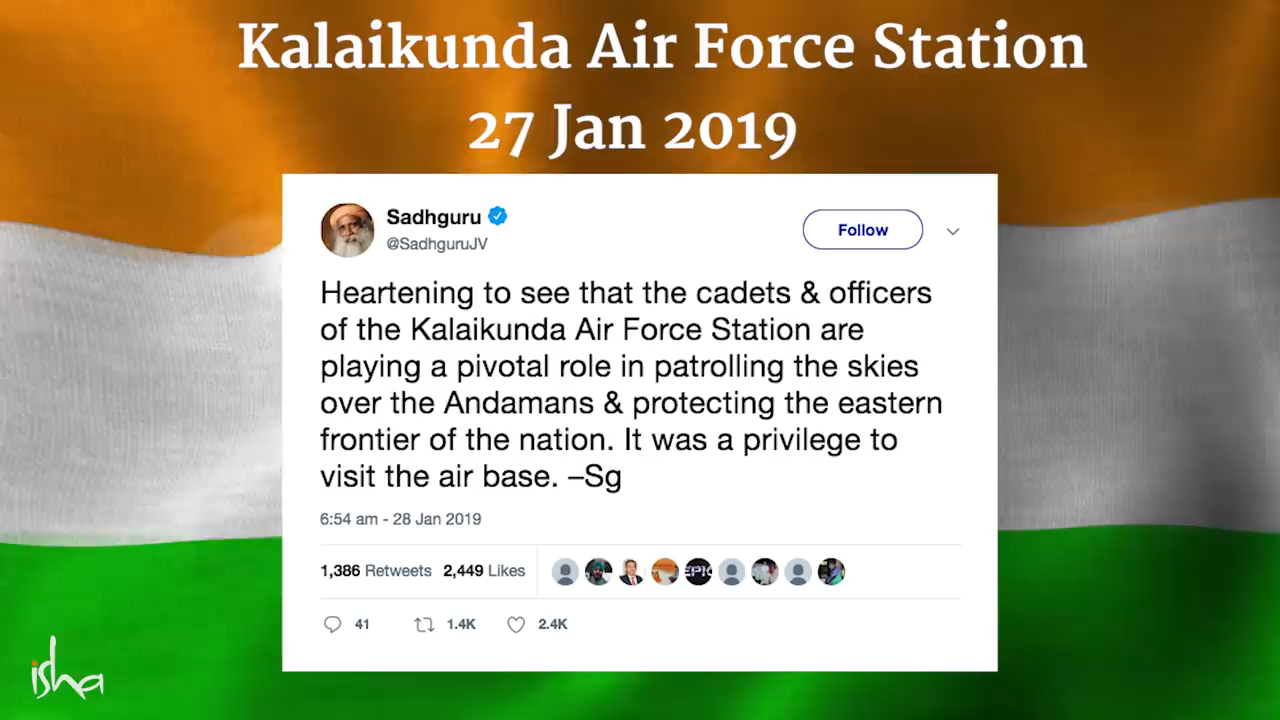 Kalaikunda Air Force Station
27 Jan 2019
Sadhguru
@SadhguruJV
Follow
Heartening to see that the cadets & officers
of the Kalaikunda Air Force Station are
playing a pivotal role in patrolling the skies
over the Andamans & protecting the eastern
frontier of the nation. It was a privilege to
visit the air base. –Sg
6:54 am - 28 Jan 2019
1,386 Retweets 2,449 Likes
EPIC
41 1.4K 2.4K
isha